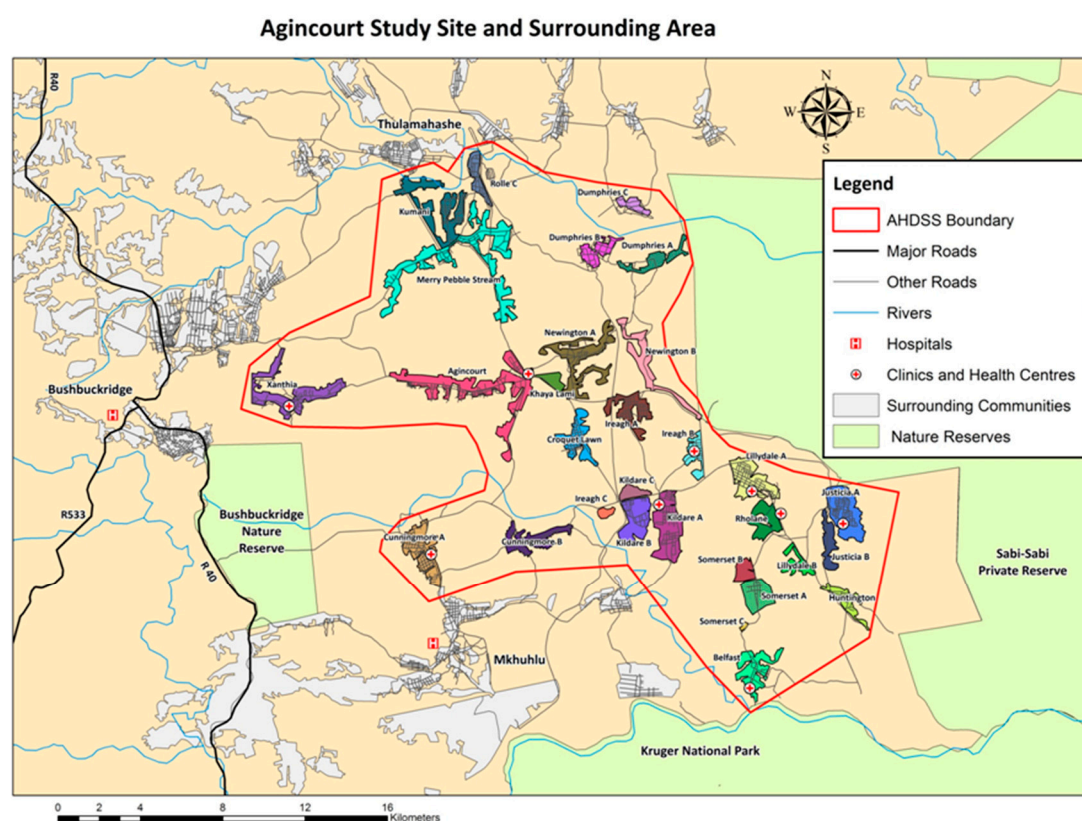 Agincourt Study Site and Surrounding Area
R40
Thulamahashe
N
W
E
S
Rolle C
Kumani
Dumphries C
Dumphries B
Dumphries A
Merry Pebble Stream
Legend
AHDSS Boundary
Major Roads
Other Roads
Rivers
H
Hospitals
Clinics and Health Centres
Surrounding Communities
Nature Reserves
Newington A
Newington B
Bushbuckridge
H
Xanthia
Agincourt
Khaya Lami
Ireagh A
Croquet Lawn
Ireagh B
Lillydale A
Kildare C
Ireagh C
Kildare A
Kildare B
Justicia A
Rholane
R533
Bushbuckridge
Nature
Reserve
Cunningmore A
Cunningmore B
Justicia B
Lillydale B
Somerset B
Sabi-Sabi
Private Reserve
R 40
Somerset A
Huntington
Somerset C
H
Mkhuhlu
Belfast
Kruger National Park
0
2
4
8
12
16
Kilometers